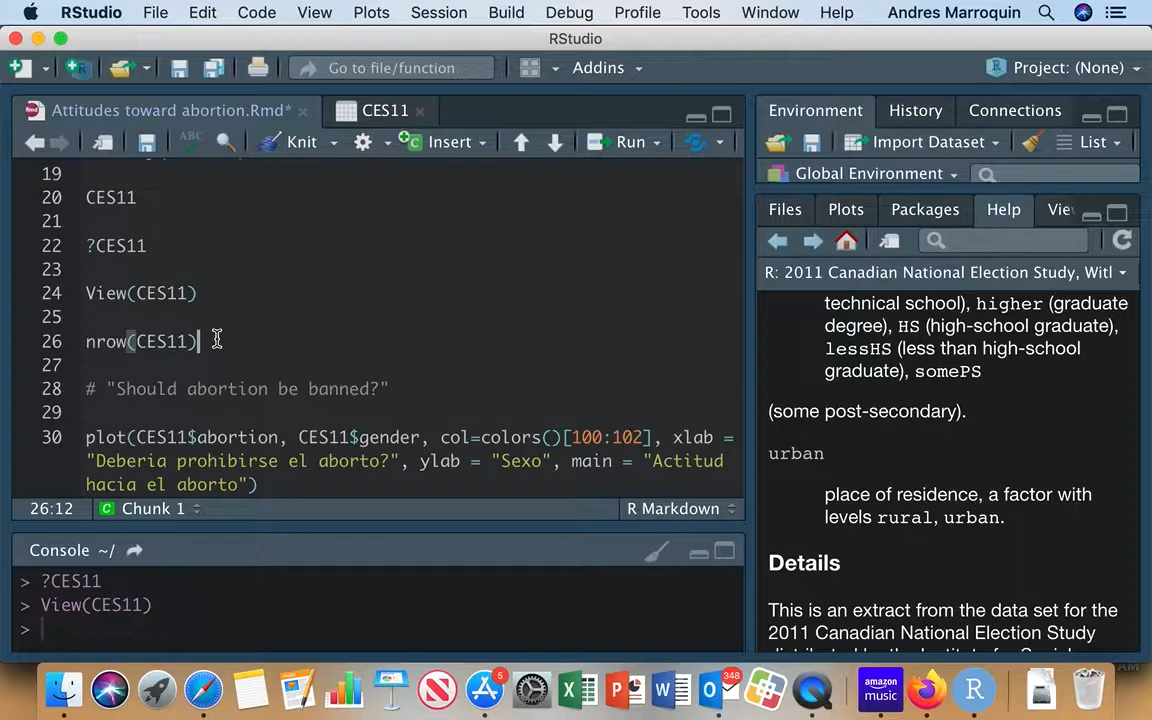 RStudio File Edit Code View Plots Session Build Debug Profile Tools Window Help Andres Marroquin
RStudio
Go to file/function Addins Project: (None)
Attitudes toward abortion.Rmd* CES11
ABC Knit Insert Run
19
20 CES11
21
22 ?CES11
23
24 View(CES11)
25
26 nrow(CES11)
27
28 # "Should abortion be banned?"
29
30 plot(CES11$abortion, CES11$gender, col=colors()[100:102], xlab =
"Deberia prohibirse el aborto?", ylab = "Sexo", main = "Actitud
hacia el aborto")
26:12 C Chunk 1 R Markdown
Console ~/
> ?CES11
> View(CES11)
>
Environment History Connections
Import Dataset List
Global Environment
Files Plots Packages Help Vie
R: 2011 Canadian National Election Study, Witl
technical school), higher (graduate
degree), HS (high-school graduate),
lessHS (less than high-school
graduate), somePS
(some post-secondary).
urban
place of residence, a factor with
levels rural, urban.
Details
This is an extract from the data set for the
2011 Canadian National Election Study
5 348 amazon music R
AM